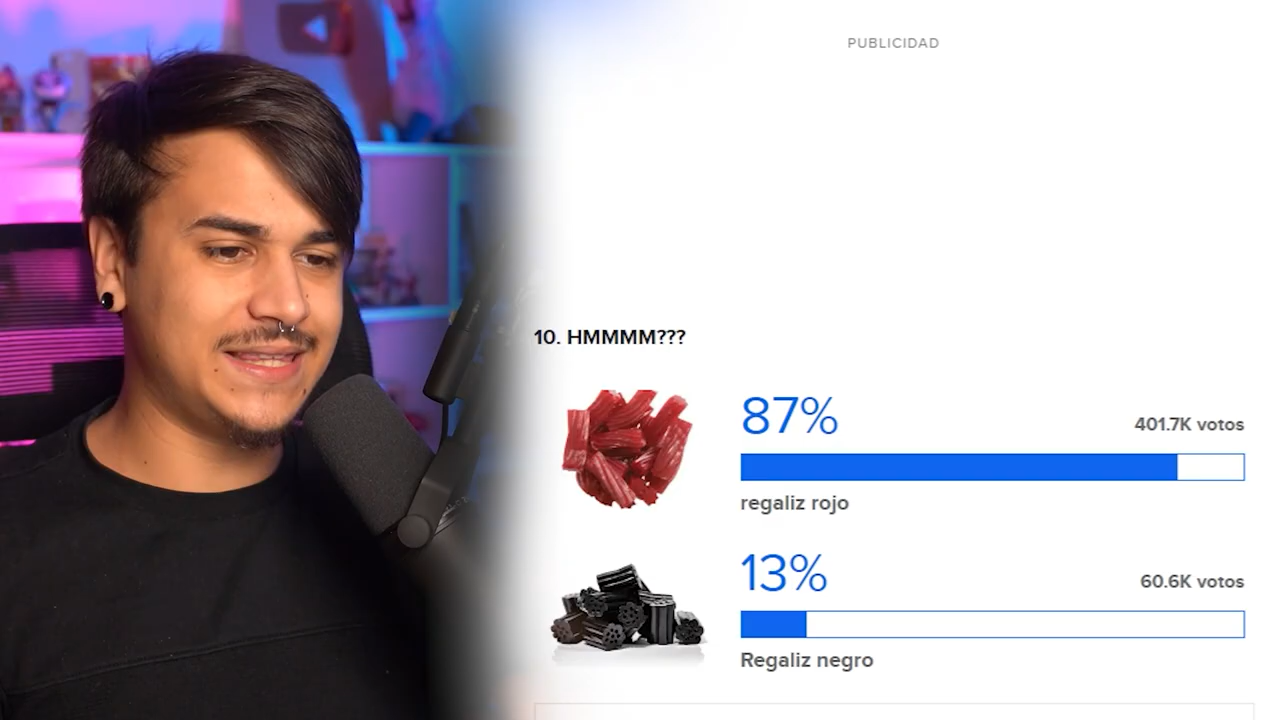 PUBLICIDAD
10. HMMMM???
87%
401.7K votos
regaliz rojo
13%
60.6K votos
Regaliz negro